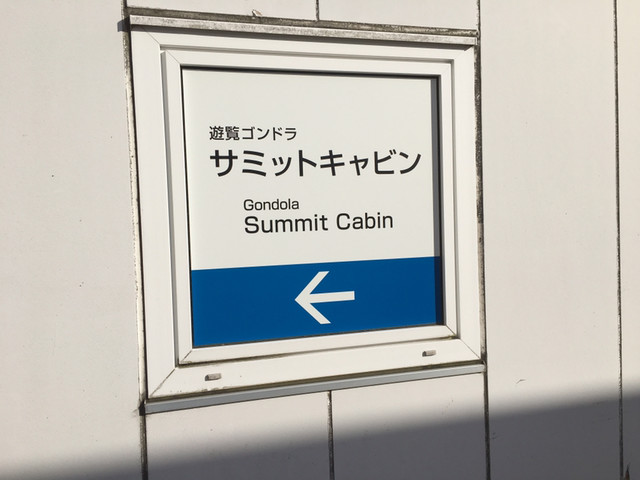 遊覧ゴンドラ
サミットキャビン
Gondola
Summit Cabin